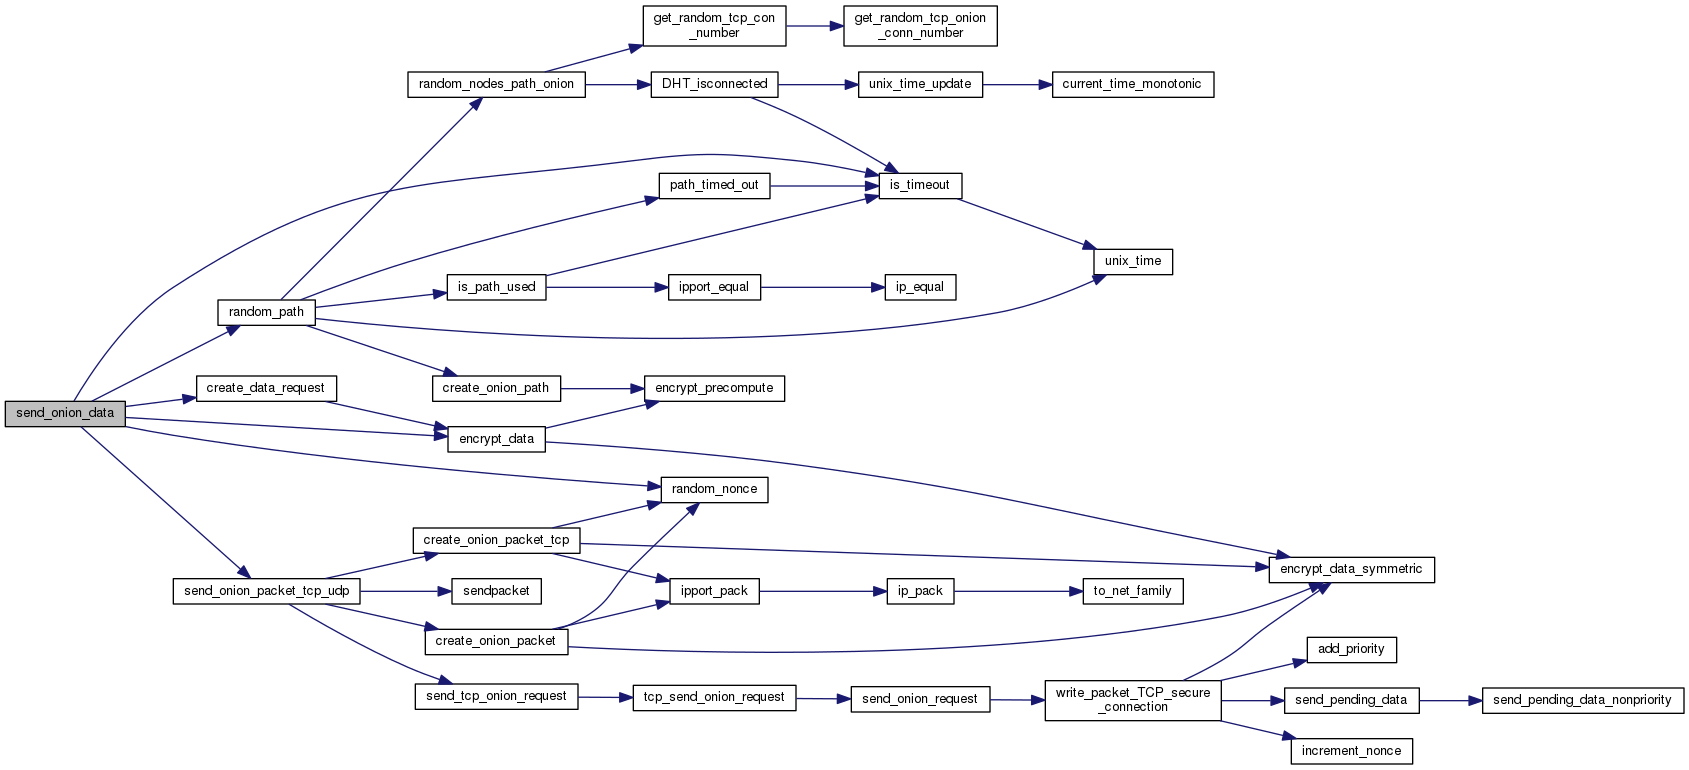 get_random_tcp_con
_number
get_random_tcp_onion
_conn_number
random_nodes_path_onion
DHT_isconnected
unix_time_update
current_time_monotonic
path_timed_out
is_timeout
unix_time
is_path_used
ipport_equal
ip_equal
random_path
create_data_request
create_onion_path
encrypt_precompute
send_onion_data
encrypt_data
random_nonce
create_onion_packet_tcp
encrypt_data_symmetric
send_onion_packet_tcp_udp
sendpacket
ipport_pack
ip_pack
to_net_family
create_onion_packet
add_priority
send_tcp_onion_request
tcp_send_onion_request
send_onion_request
write_packet_TCP_secure
_connection
send_pending_data
send_pending_data_nonpriority
increment_nonce